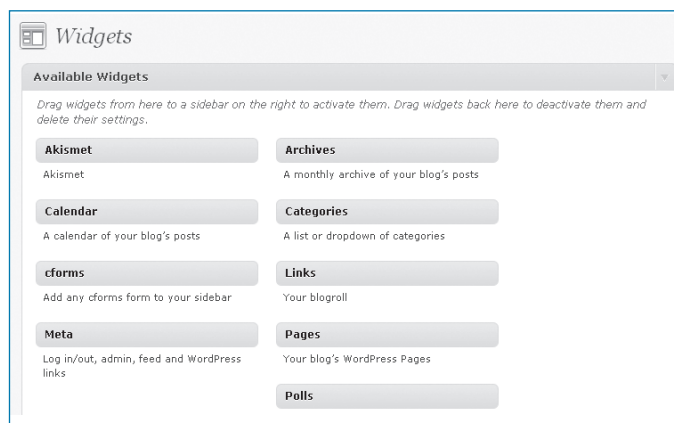 Widgets
Available Widgets
Drag widgets from here to a sidebar on the right to activate them. Drag widgets back here to deactivate them and
delete their settings.
Akismet
Akismet
Archives
A monthly archive of your blog's posts
Calendar
A calendar of your blog's posts
Categories
A list or dropdown of categories
cforms
Add any cforms form to your sidebar
Links
Your blogroll
Meta
Log in/out, admin, feed and WordPress
links
Pages
Your blog's WordPress Pages
Polls